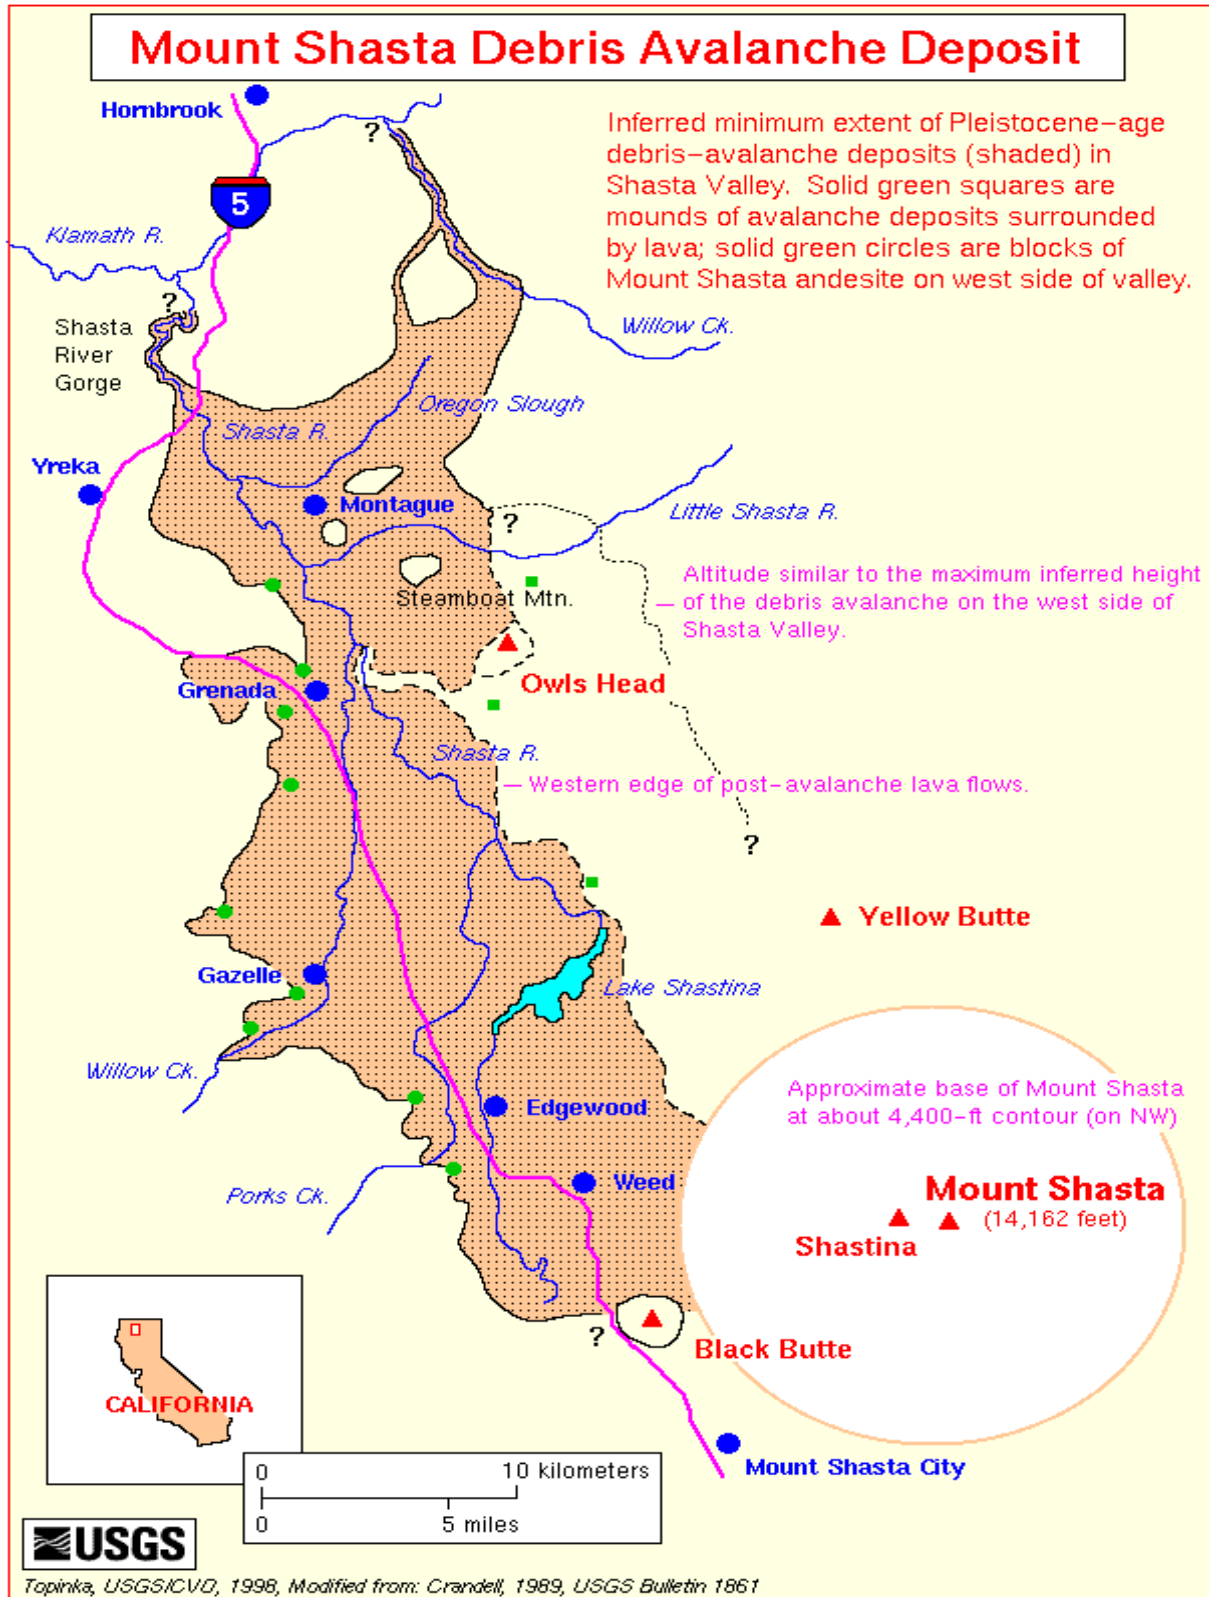 Mount Shasta Debris Avalanche Deposit
Hornbrook
?
Inferred minimum extent of Pleistocene-age
debris-avalanche deposits (shaded) in
Shasta Valley. Solid green squares are
mounds of avalanche deposits surrounded
by lava; solid green circles are blocks of
Mount Shasta andesite on west side of valley.
5
Klamath R.
?
Shasta
River
Gorge
Willow Ck.
Oregon Slough
Shasta R.
Yreka
Montague
?
Little Shasta R.
Altitude similar to the maximum inferred height
of the debris avalanche on the west side of
Shasta Valley.
Steamboat Mtn.
Owls Head
Grenada
Shasta R.
Western edge of post-avalanche lava flows.
?
Yellow Butte
Gazelle
Lake Shastina
Willow Ck.
Approximate base of Mount Shasta
at about 4,400-ft contour (on NW)
Edgewood
Weed
Parks Ck.
Mount Shasta
(14,162 feet)
Shastina
?
Black Butte
CALIFORNIA
Mount Shasta City
0 10 kilometers
0 5 miles
USGS
Topinka, USGS/CVO, 1998, Modified from: Crandell, 1989, USGS Bulletin 1861